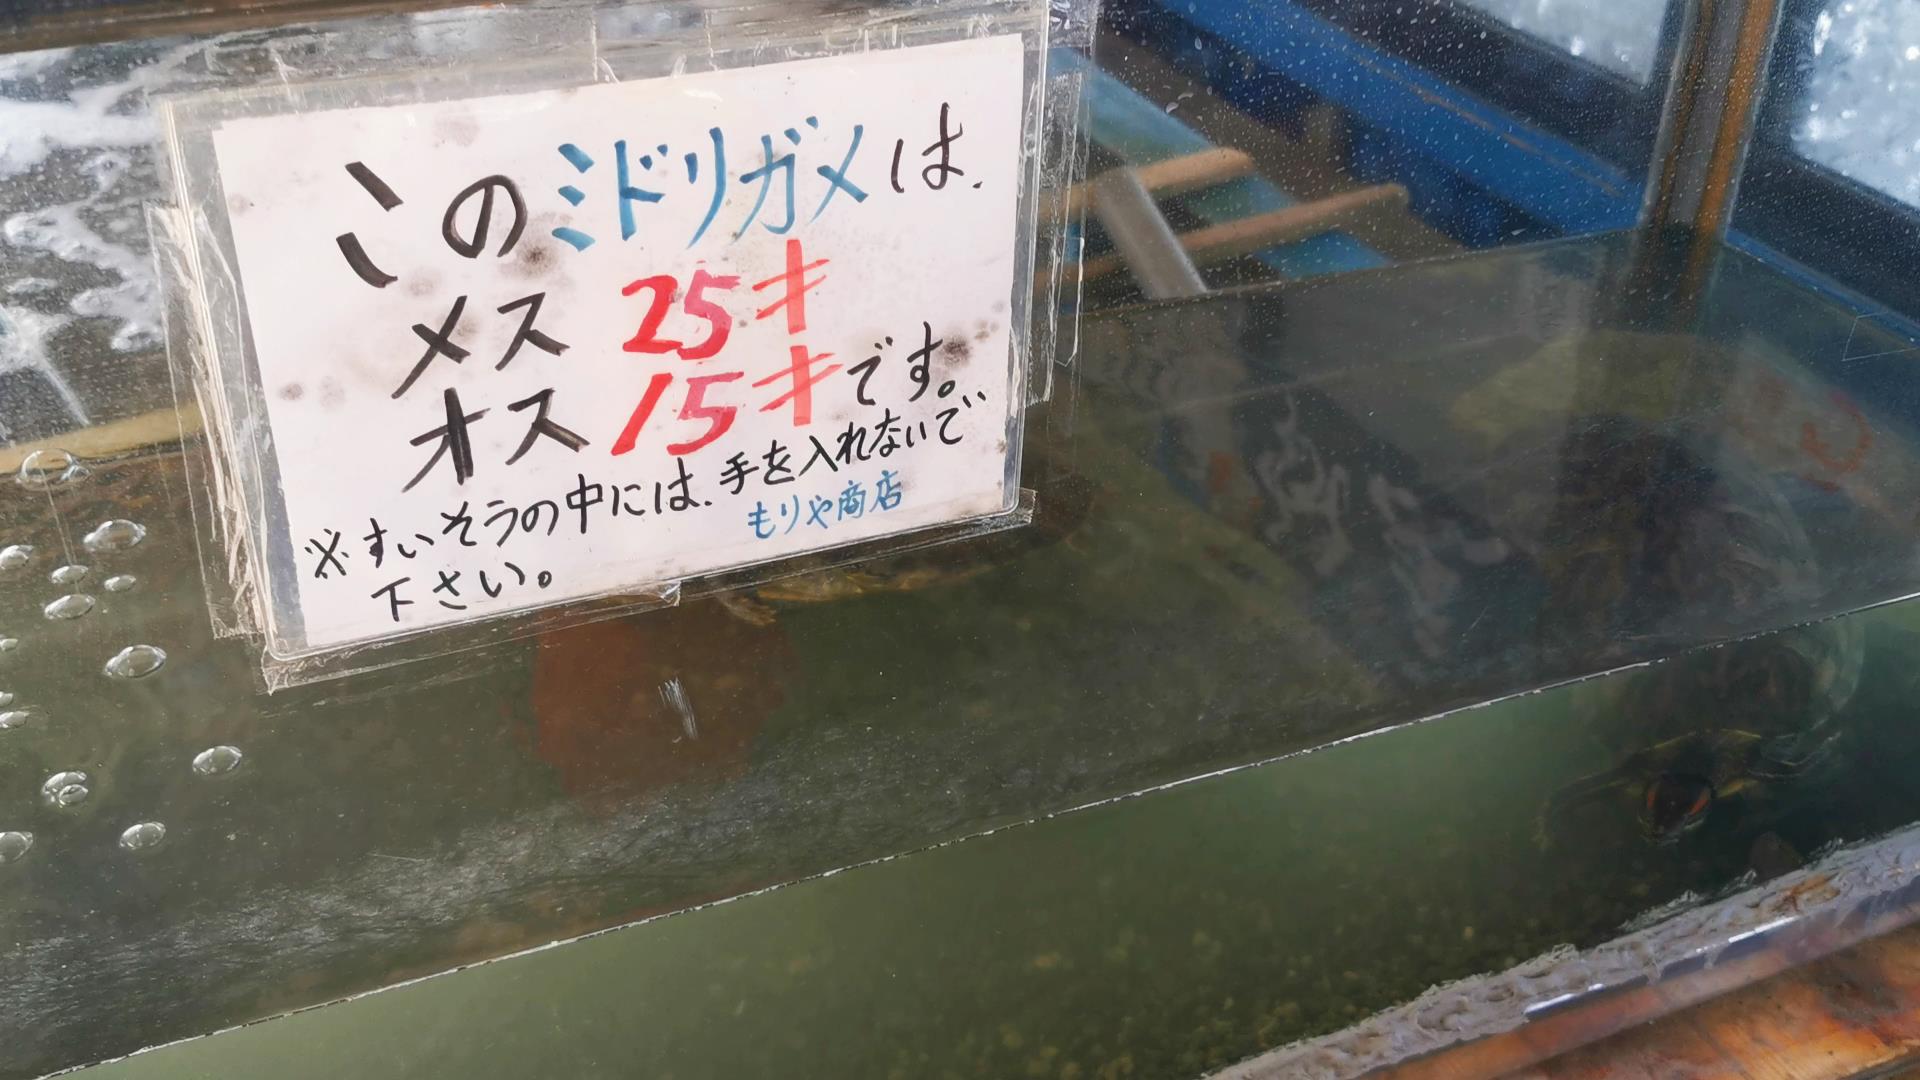 このミドリガメは、
メス 25才
オス 15才です。
※すいそうの中には、手を入れないで
下さい。
もりや商店